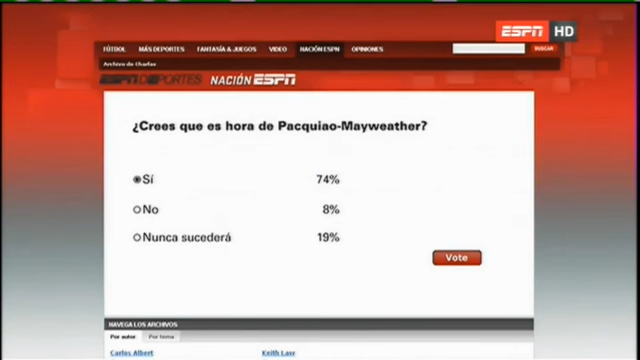 ESPN HD
FÚTBOL MÁS DEPORTES FANTASÍA & JUEGOS VIDEO NACIÓN ESPN OPINIONES BUSCAR
Archivo de Charlas
ESPN DEPORTES NACIÓN ESPN
¿Crees que es hora de Pacquiao-Mayweather?
Sí 74%
No 8%
Nunca sucederá 19%
Vote
NAVEGA LOS ARCHIVOS
Por autor Por tema
Carlos Albert Keith Law